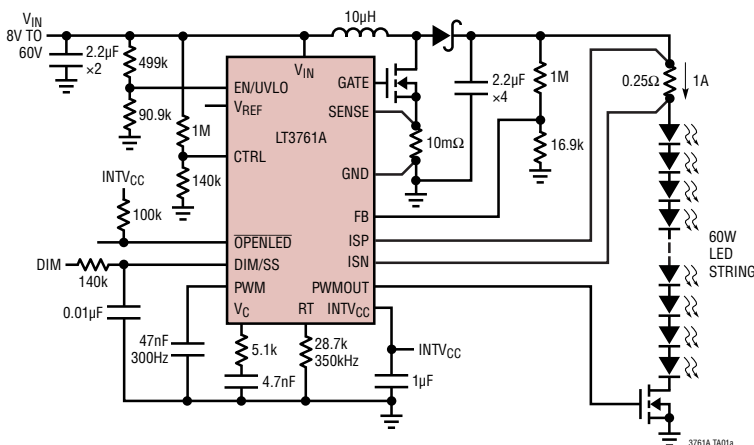 V_IN
8V TO
60V
2.2µF
×2
499k
90.9k
1M
140k
10µH
V_IN
EN/UVLO
V_REF
CTRL
LT3761A
GATE
SENSE
GND
FB
ISP
ISN
OPENLED
DIM/SS
PWM
V_C
RT
INTV_CC
PWMOUT
10mΩ
2.2µF
×4
1M
16.9k
0.25Ω
1A
60W
LED
STRING
INTV_CC
100k
DIM
140k
0.01µF
47nF
300Hz
5.1k
4.7nF
28.7k
350kHz
INTV_CC
1µF
3761A TA01a